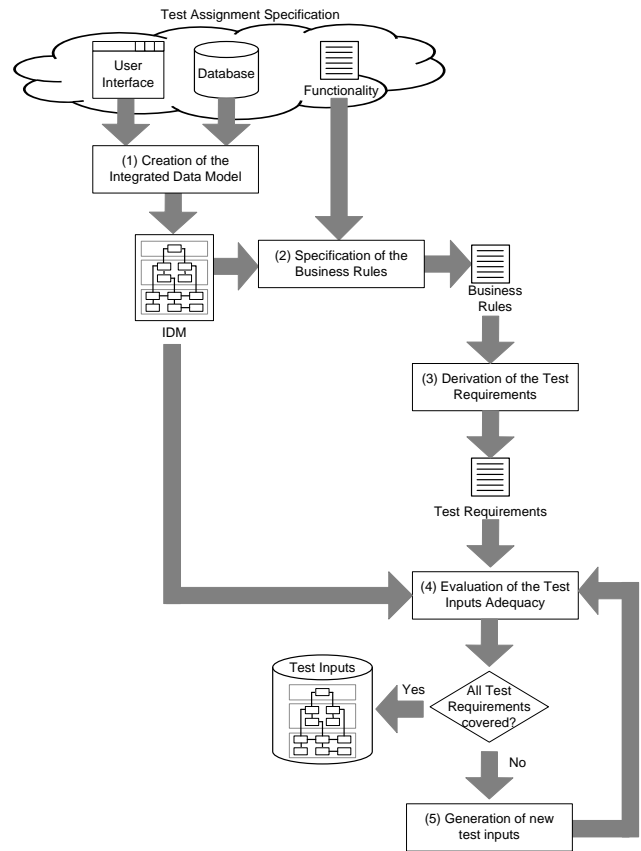 Test Assignment Specification
User
Interface
Database
Functionality
(1) Creation of the
Integrated Data Model
(2) Specification of the
Business Rules
Business
Rules
IDM
(3) Derivation of the Test
Requirements
Test Requirements
(4) Evaluation of the Test
Inputs Adequacy
Test Inputs
Yes
All Test
Requirements
covered?
No
(5) Generation of new
test inputs